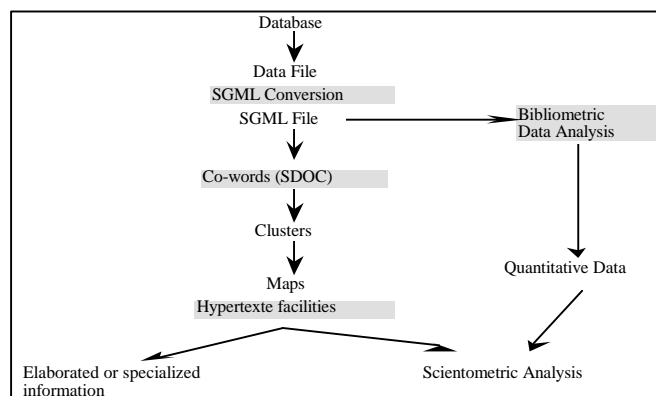 Database
Data File
SGML Conversion
SGML File
Bibliometric
Data Analysis
Co-words (SDOC)
Clusters
Quantitative Data
Maps
Hypertexte facilities
Elaborated or specialized
information
Scientometric Analysis